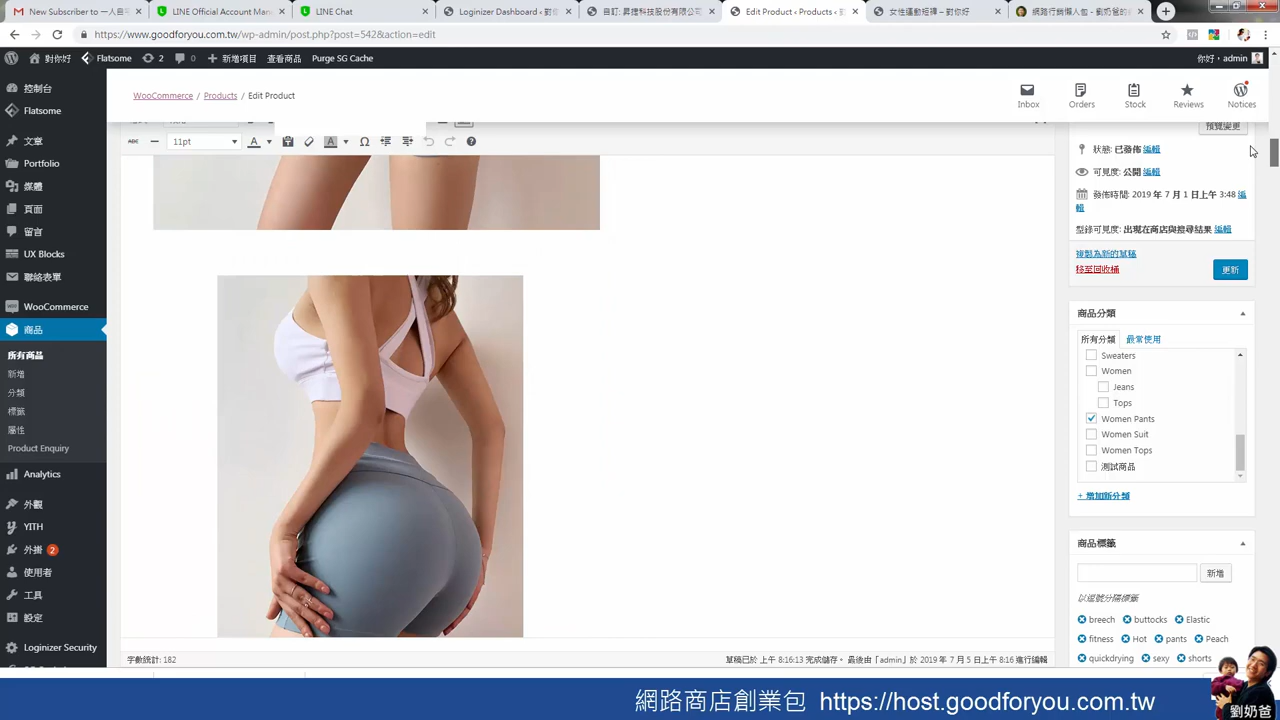 New Subscriber to 一人自
LINE Official Account Man
LINE Chat
Loginizer Dashboard ‹ 對
自訂: 昇捷科技股份有限公司
Edit Product ‹ Products ‹ 對
女性運動短褲 – 對你好
網路行銷懶人包 - 劉奶爸的
https://www.goodforyou.com.tw/wp-admin/post.php?post=542&action=edit
對你好
Flatsome
2
0
新增項目
查看商品
Purge SG Cache
你好，admin
控制台
Flatsome
文章
Portfolio
媒體
頁面
留言
UX Blocks
聯絡表單
WooCommerce
商品
所有商品
新增
分類
標籤
屬性
Product Enquiry
Analytics
外觀
YITH
外掛 2
使用者
工具
設定
Loginizer Security
WooCommerce / Products / Edit Product
Inbox
Orders
Stock
Reviews
Notices
ABC
11pt
A
A
Ω
預覽變更
狀態: 已發佈 編輯
可見度: 公開 編輯
發佈時間: 2019 年 7 月 1 日上午 3:48 編
輯
型錄可見度: 出現在商店與搜尋結果 編輯
複製為新的草稿
移至回收桶
更新
商品分類
所有分類
最常使用
Sweaters
Women
Jeans
Tops
Women Pants
Women Suit
Women Tops
測試商品
+ 增加新分類
商品標籤
新增
以逗號分隔標籤
breech
buttocks
Elastic
fitness
Hot
pants
Peach
quickdrying
sexy
shorts
字數統計: 182
草稿已於 上午 8:16:13 完成儲存。 最後由「admin」於 2019 年 7 月 5 日上午 8:16 進行編輯
網路商店創業包 https://host.goodforyou.com.tw
劉奶爸